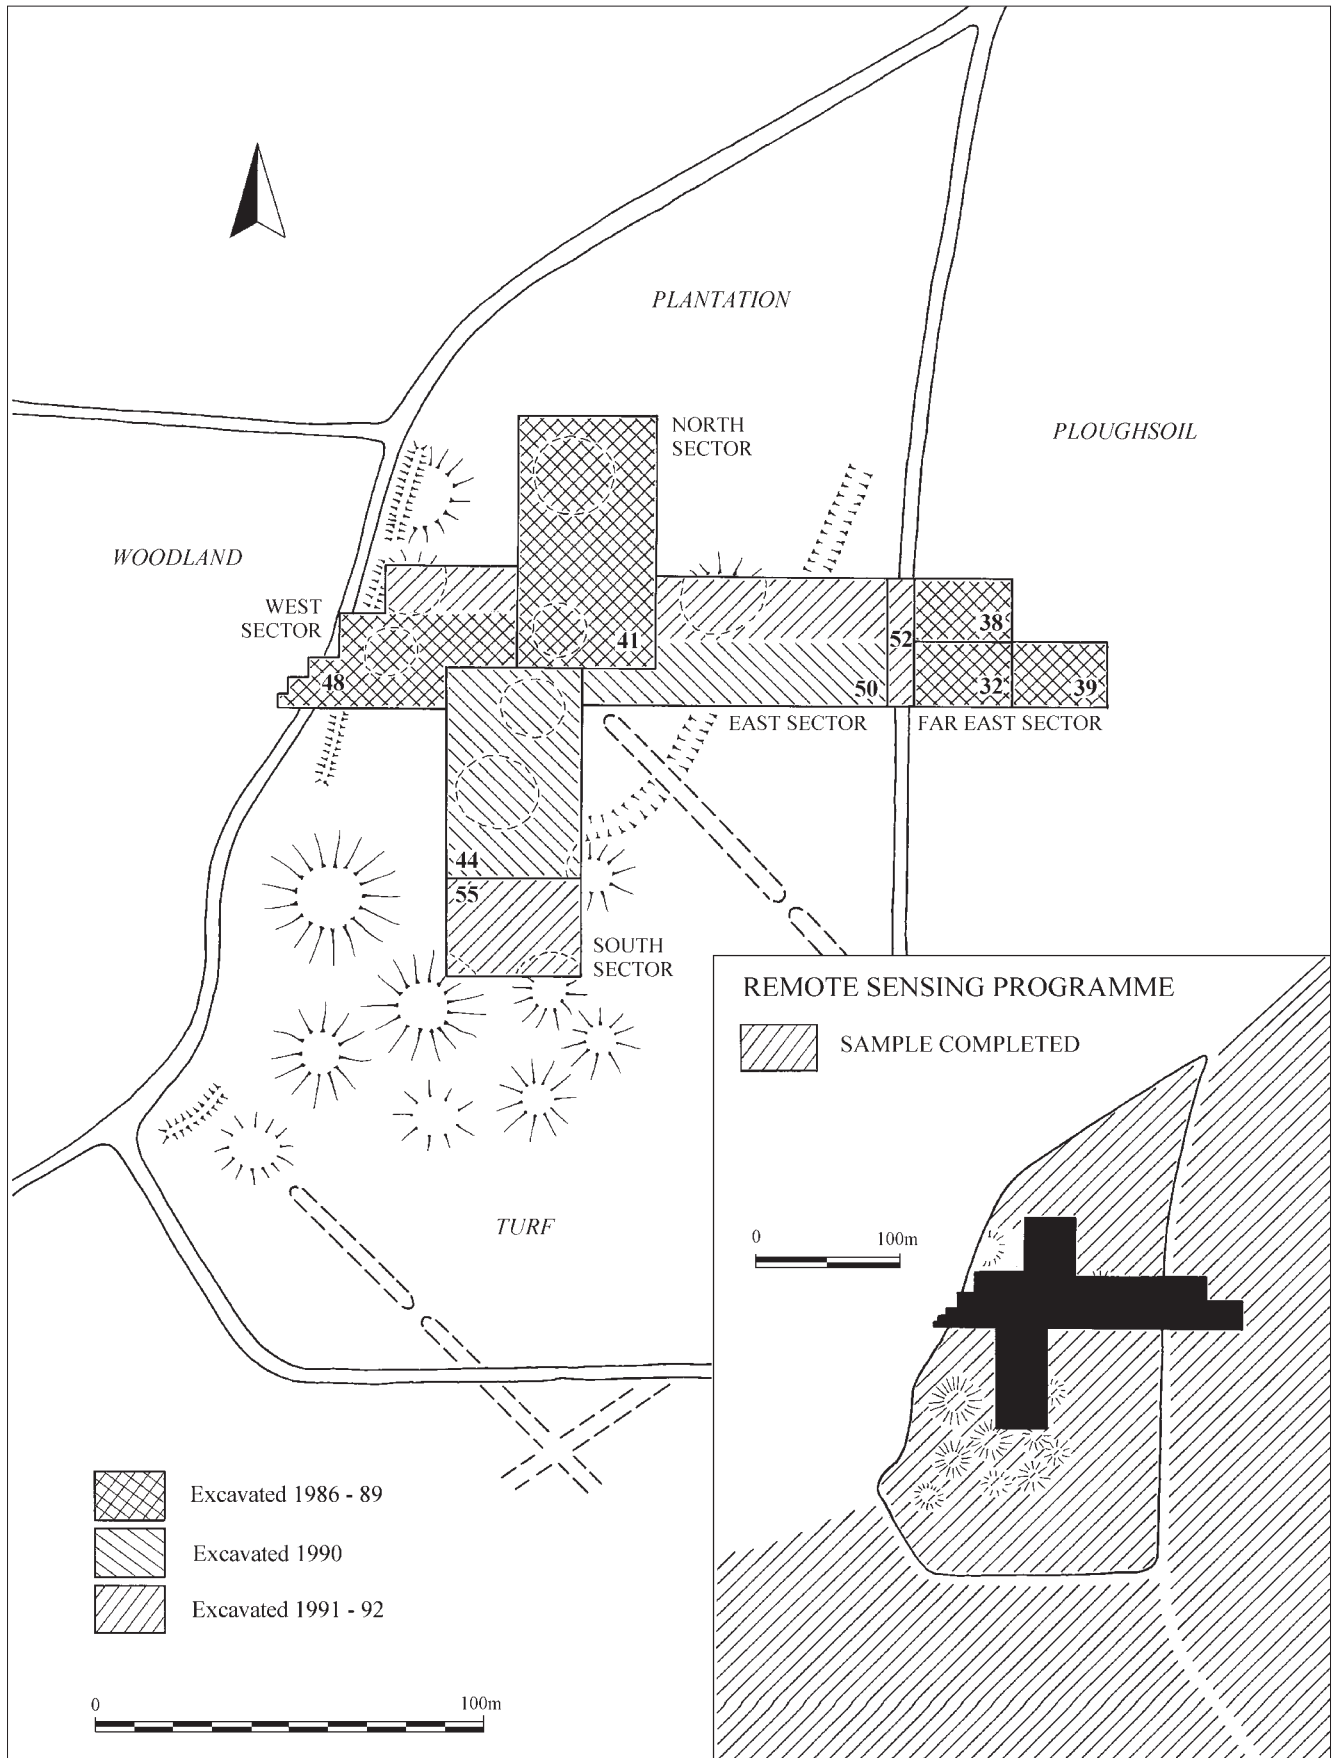 PLANTATION
NORTH
SECTOR
PLOUGHSOIL
WOODLAND
WEST
SECTOR
41
52
38
48
50
32
39
EAST SECTOR
FAR EAST SECTOR
44
55
SOUTH
SECTOR
TURF
REMOTE SENSING PROGRAMME
SAMPLE COMPLETED
0
100m
Excavated 1986 - 89
Excavated 1990
Excavated 1991 - 92
0
100m